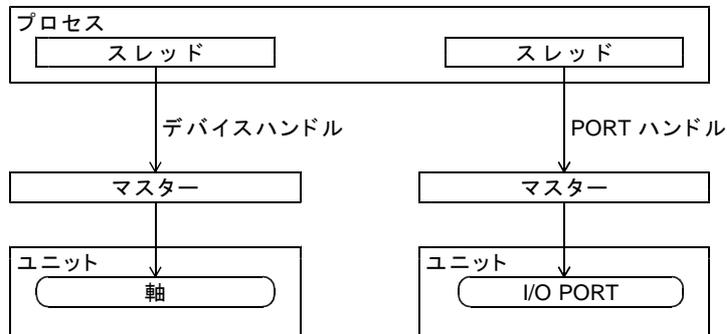 プロセス
スレッド
スレッド
デバイスハンドル
PORT ハンドル
マスター
マスター
ユニット
ユニット
軸
I/O PORT